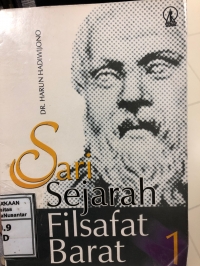 DR. HARUN HADIWIJONO
Sari
Sejarah
Filsafat
Barat 1